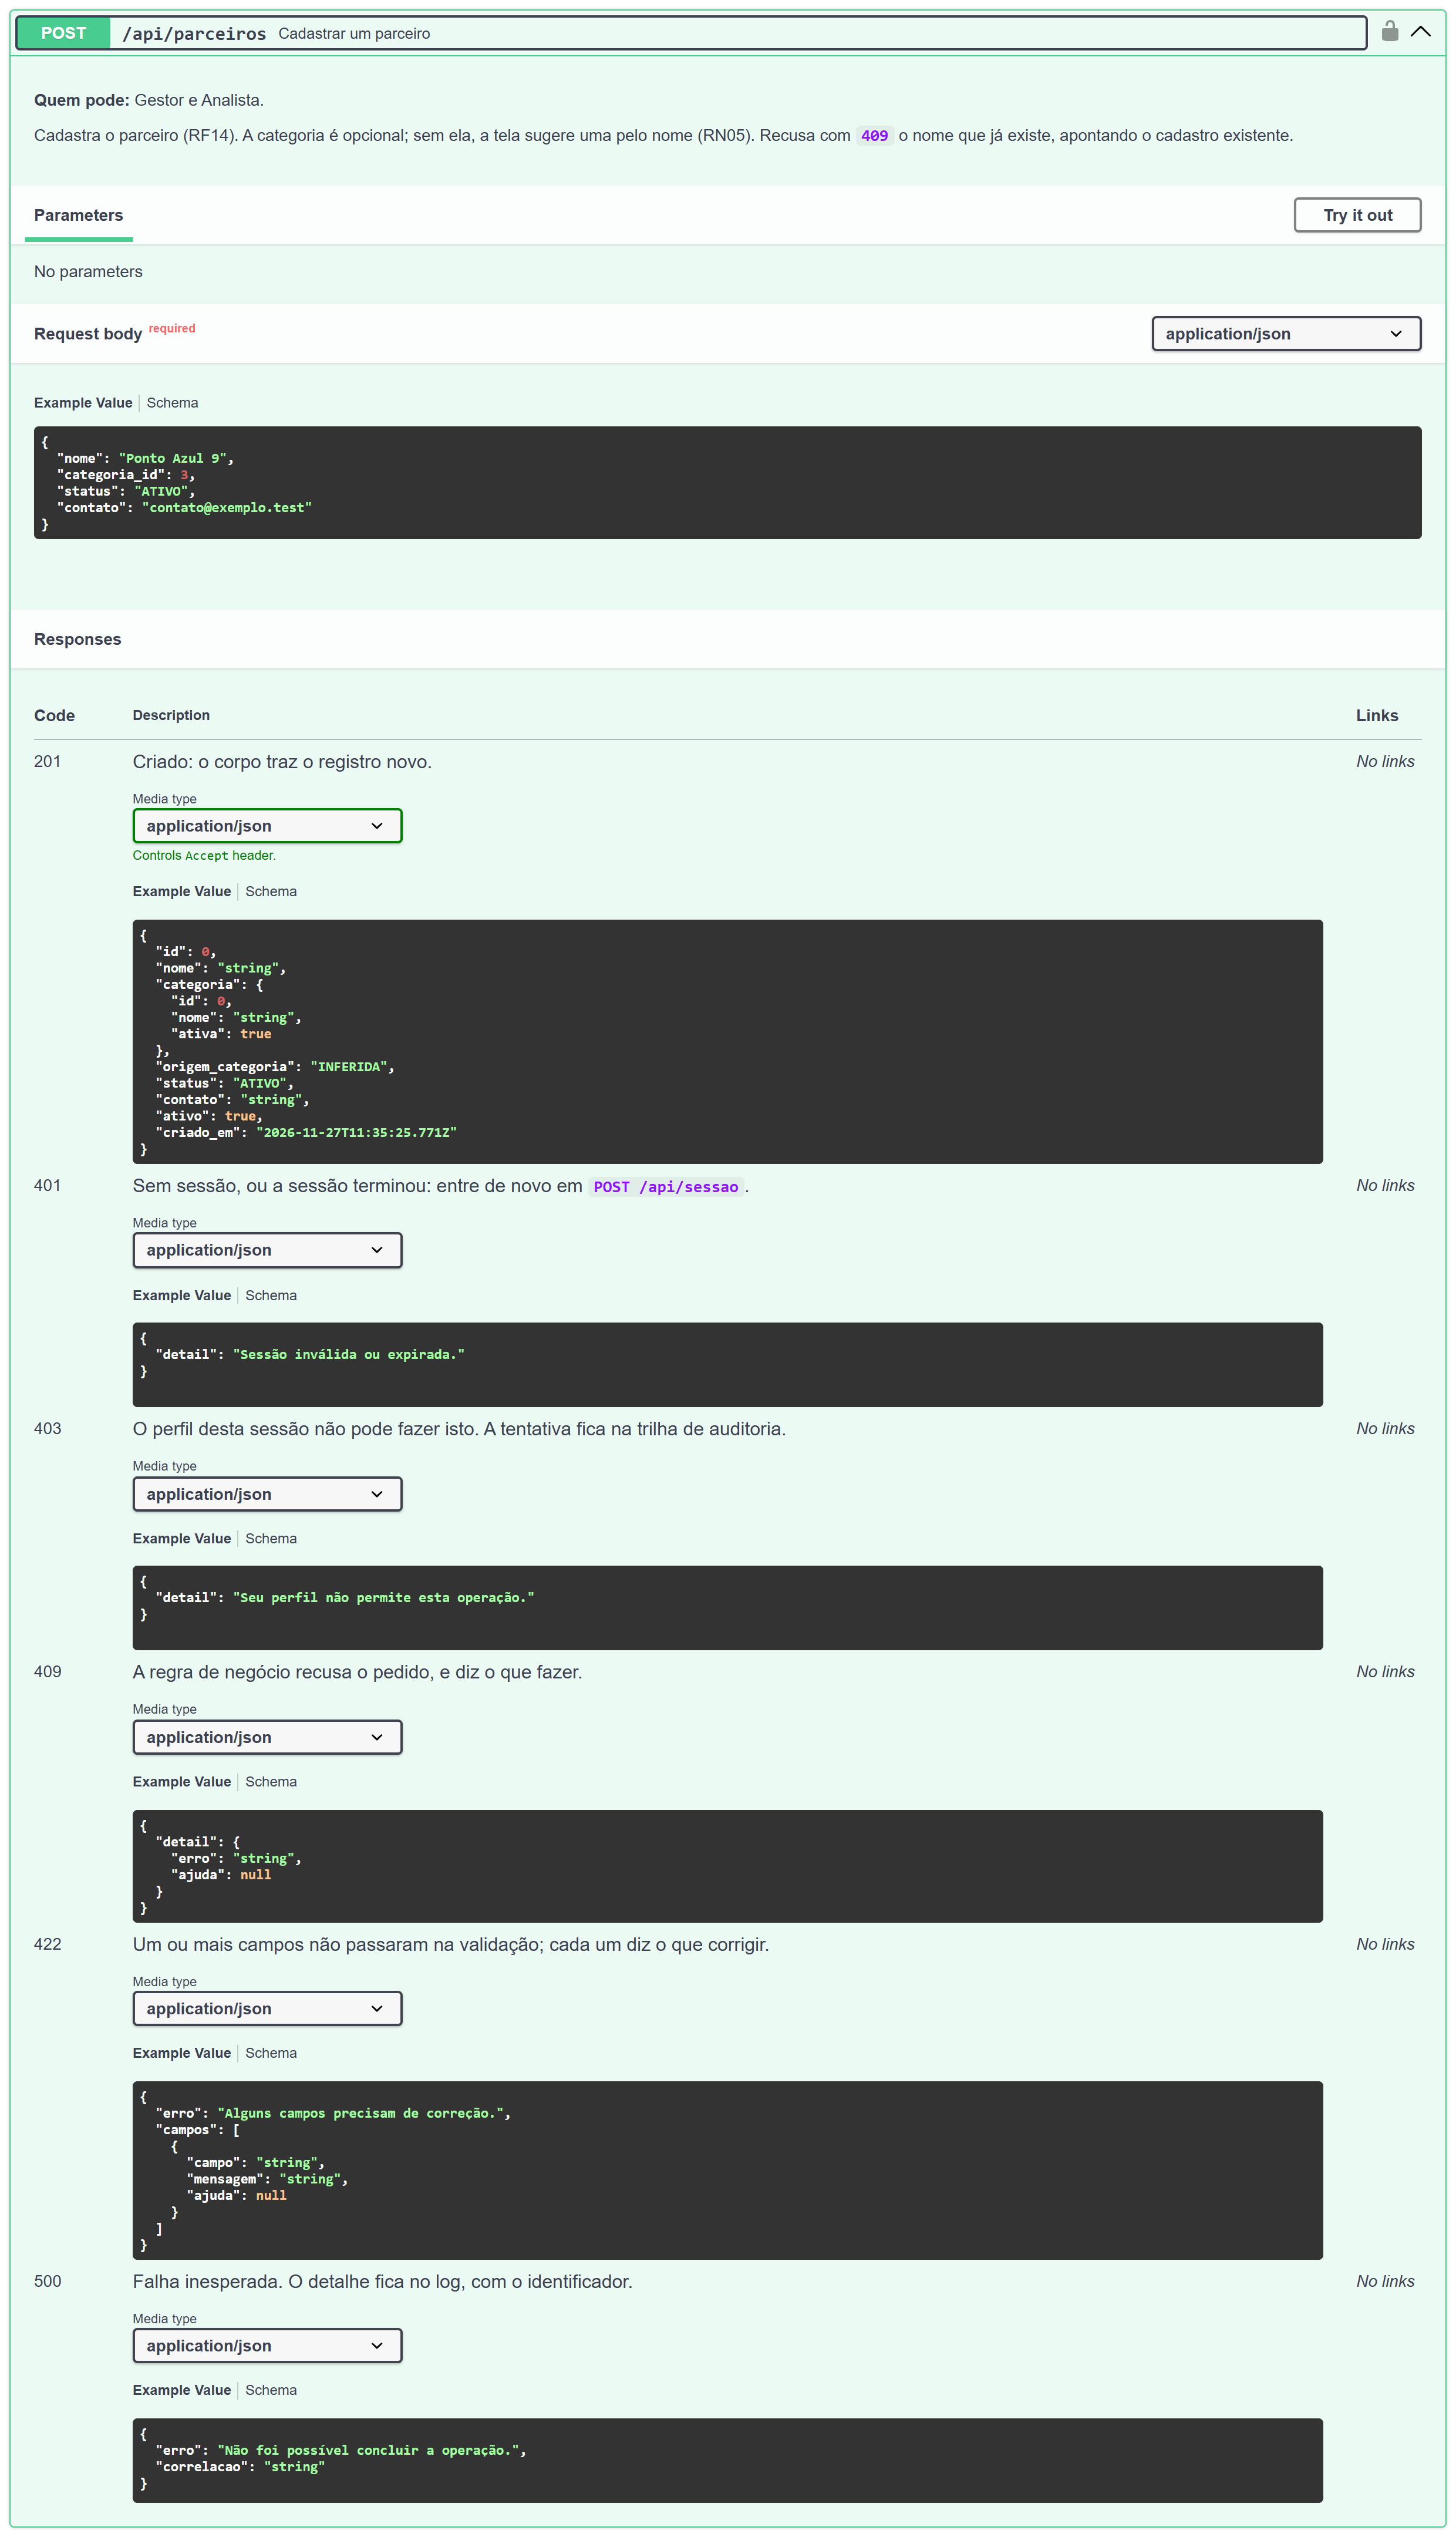 POST /api/parceiros Cadastrar um parceiro
Quem pode: Gestor e Analista.
Cadastra o parceiro (RF14). A categoria é opcional; sem ela, a tela sugere uma pelo nome (RN05). Recusa com 409 o nome que já existe, apontando o cadastro existente.
Parameters Try it out
No parameters
Request body required application/json
Example Value Schema
{
"nome": "Ponto Azul 9",
"categoria_id": 3,
"status": "ATIVO",
"contato": "contato@exemplo.test"
}
Responses
Code Description Links
201 Criado: o corpo traz o registro novo. No links
Media type
application/json
Controls Accept header.
Example Value Schema
{
"id": 0,
"nome": "string",
"categoria": {
"id": 0,
"nome": "string",
"ativa": true
},
"origem_categoria": "INFERIDA",
"status": "ATIVO",
"contato": "string",
"ativo": true,
"criado_em": "2026-11-27T11:35:25.771Z"
}
401 Sem sessão, ou a sessão terminou: entre de novo em POST /api/sessao. No links
Media type
application/json
Example Value Schema
{
"detail": "Sessão inválida ou expirada."
}
403 O perfil desta sessão não pode fazer isto. A tentativa fica na trilha de auditoria. No links
Media type
application/json
Example Value Schema
{
"detail": "Seu perfil não permite esta operação."
}
409 A regra de negócio recusa o pedido, e diz o que fazer. No links
Media type
application/json
Example Value Schema
{
"detail": {
"erro": "string",
"ajuda": null
}
}
422 Um ou mais campos não passaram na validação; cada um diz o que corrigir. No links
Media type
application/json
Example Value Schema
{
"erro": "Alguns campos precisam de correção.",
"campos": [
{
"campo": "string",
"mensagem": "string",
"ajuda": null
}
]
}
500 Falha inesperada. O detalhe fica no log, com o identificador. No links
Media type
application/json
Example Value Schema
{
"erro": "Não foi possível concluir a operação.",
"correlacao": "string"
}